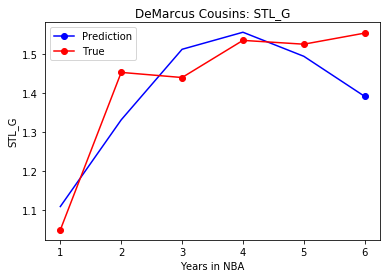 DeMarcus Cousins: STL_G
Prediction
True
1.5
1.4
1.3
1.2
1.1
STL_G
1 2 3 4 5 6
Years in NBA